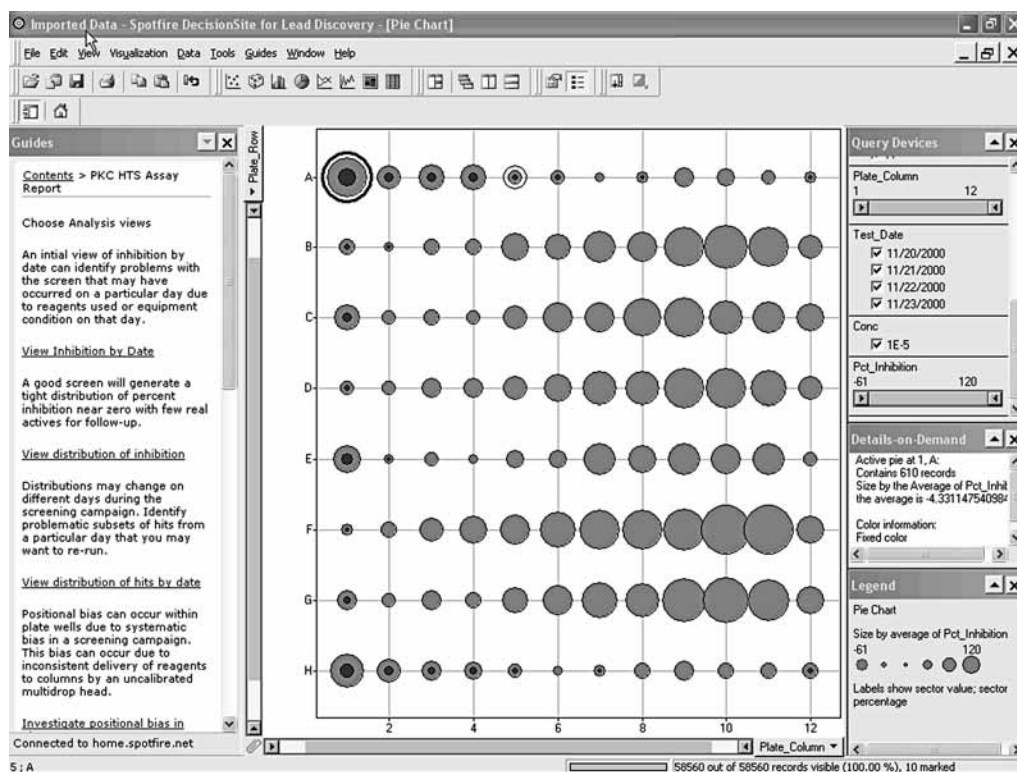 Imported Data - Spotfire DecisionSite for Lead Discovery - [Pie Chart]
File Edit View Visualization Data Tools Guides Window Help
Guides
Contents > PKC HTS Assay
Report
Choose Analysis views
An intial view of inhibition by
date can identify problems with
the screen that may have
occurred on a particular day due
to reagents used or equipment
condition on that day.
View Inhibition by Date
A good screen will generate a
tight distribution of percent
inhibition near zero with few real
actives for follow-up.
View distribution of inhibition
Distributions may change on
different days during the
screening campaign. Identify
problematic subsets of hits from
a particular day that you may
want to re-run.
View distribution of hits by date
Positional bias can occur within
plate wells due to systematic
bias in a screening campaign.
This bias can occur due to
inconsistent delivery of reagents
to columns by an uncalibrated
multidrop head.
Investigate positional bias in
Connected to home.spotfire.net
Plate_Row
A
B
C
D
E
F
G
H
2 4 6 8 10 12
Plate_Column
Query Devices
Plate_Column
1 12
Test_Date
11/20/2000
11/21/2000
11/22/2000
11/23/2000
Conc
1E-5
Pct_Inhibition
-61 120
Details-on-Demand
Active pie at 1, A:
Contains 610 records
Size by the Average of Pct_Inhib
the average is -4.33114754098
Color information:
Fixed color
Legend
Pie Chart
Size by average of Pct_Inhibition
-61 120
Labels show sector value; sector
percentage
5 ; A
58560 out of 58560 records visible (100.00 %), 10 marked